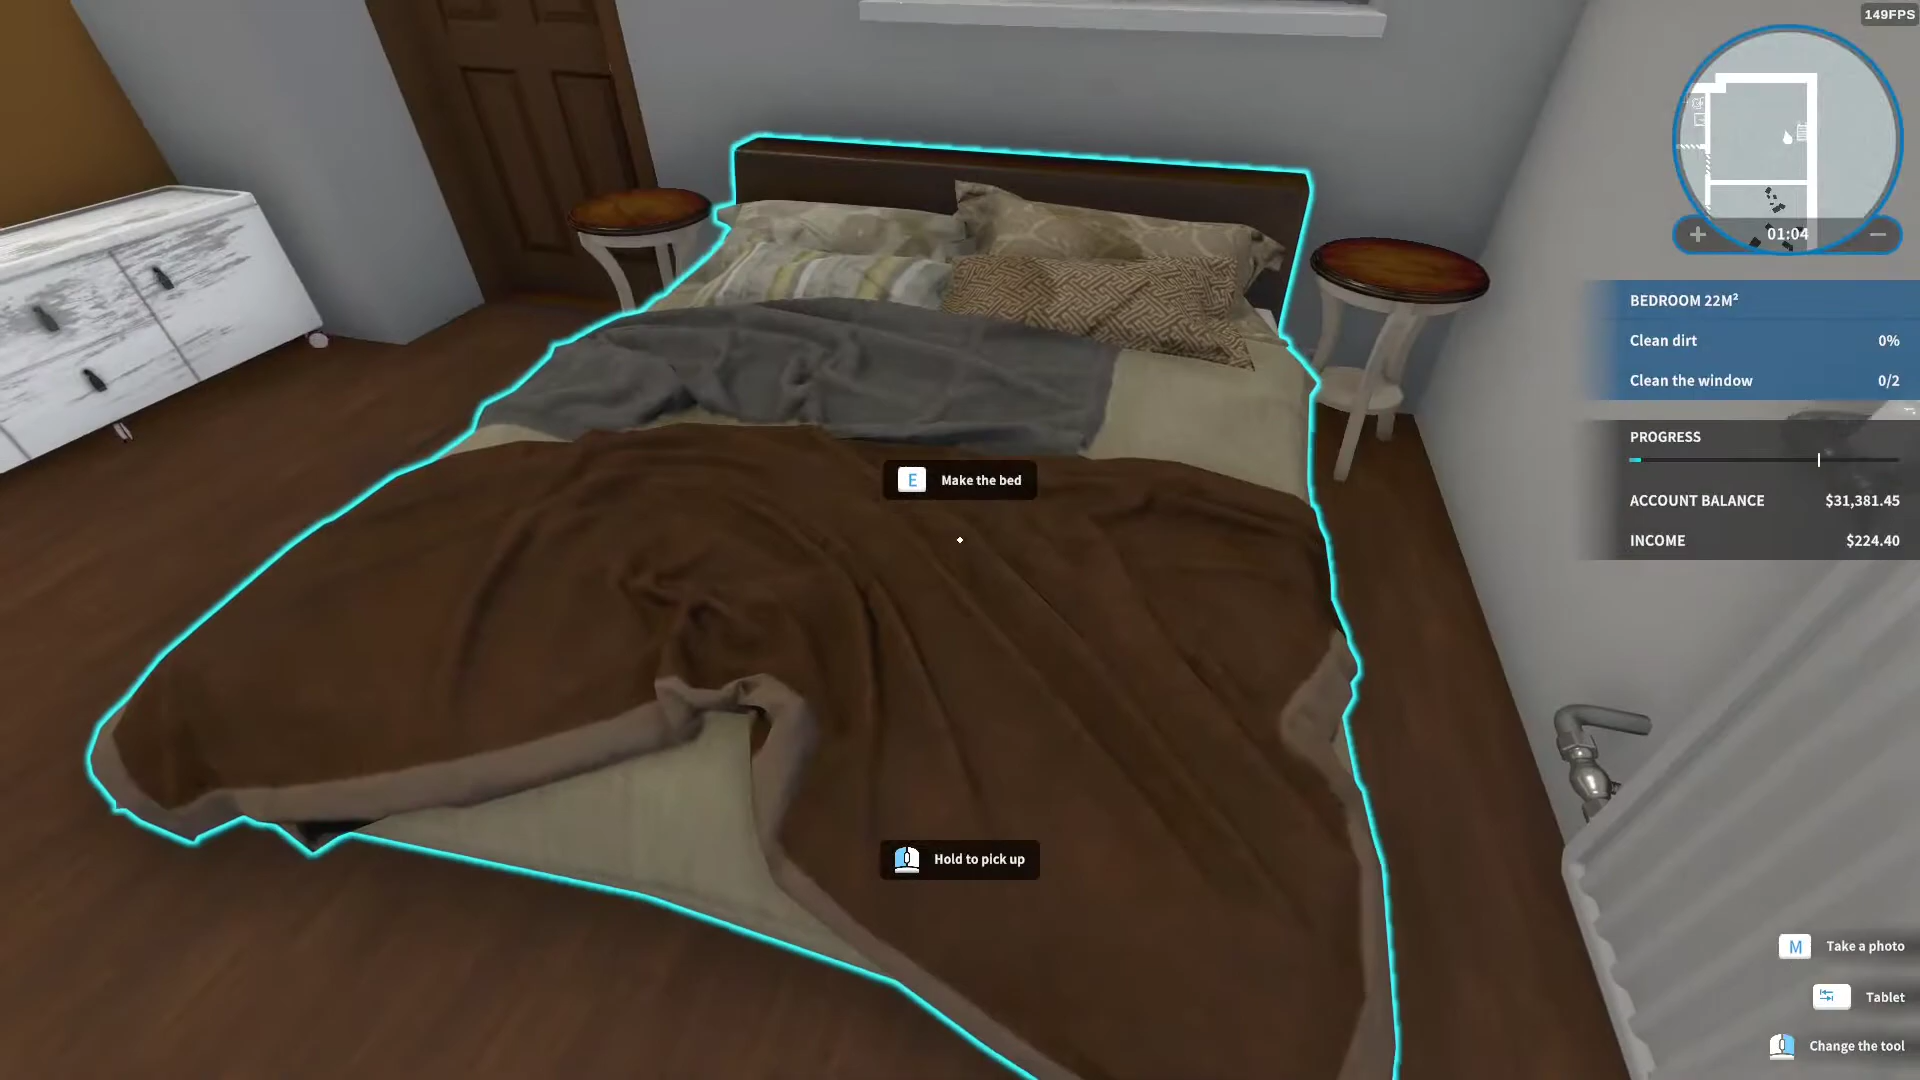 149FPS
+ 01:04 −
BEDROOM 22M²
Clean dirt 0%
Clean the window 0/2
PROGRESS
ACCOUNT BALANCE $31,381.45
INCOME $224.40
E Make the bed
Hold to pick up
M Take a photo
Tablet
Change the tool